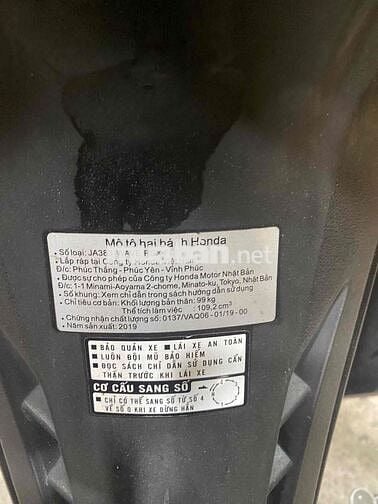 Mô tô hai bánh Honda
Số loại: JA38
Lắp ráp tại Công ty Honda
Đ/c: Phúc Thắng - Phúc Yên - Vĩnh Phúc
Được sự cho phép của Công ty Honda Motor Nhật Bản
Đ/c: 1-1 Minami-Aoyama 2-chome, Minato-ku, Tokyo, Nhật Bản
Số khung: Xem chỉ dẫn trong sách hướng dẫn sử dụng
Chỉ tiêu cơ bản: Khối lượng bản thân: 99 kg
Thể tích làm việc : 109,2 cm³
Chứng nhận chất lượng số: 0137/VAQ06 - 01/19 - 00
Năm sản xuất: 2019
BẢO QUẢN XE LÁI XE AN TOÀN
LUÔN ĐỘI MŨ BẢO HIỂM
ĐỌC SÁCH CHỈ DẪN SỬ DỤNG CẨN
THẬN TRƯỚC KHI LÁI XE
CƠ CẤU SANG SỐ
CHỈ CÓ THỂ SANG SỐ TỪ SỐ 4
VỀ SỐ 0 KHI XE DỪNG HẲN